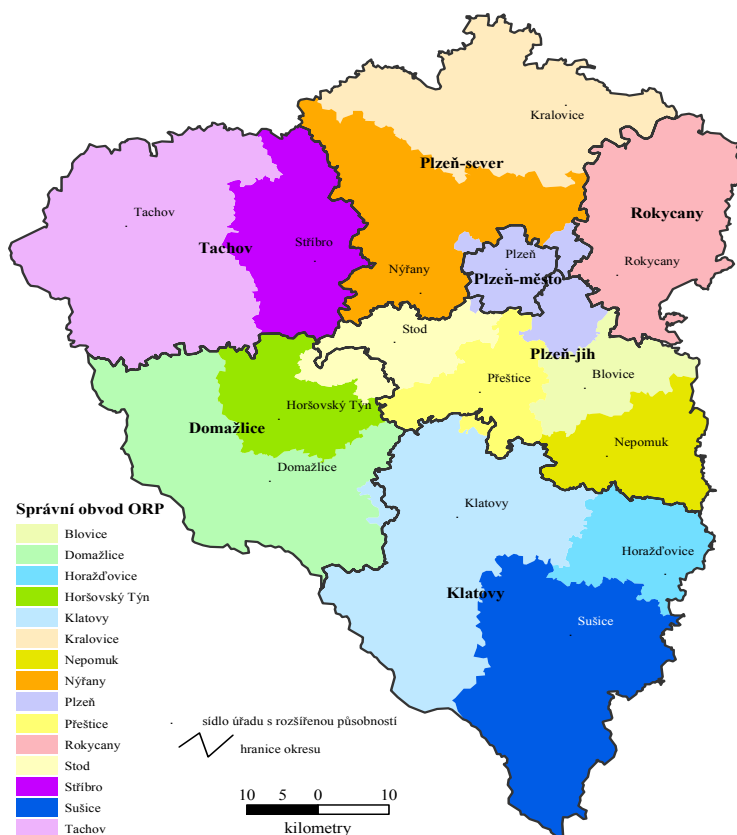 Kralovice
Plzeň-sever
Tachov
Rokycany
Tachov
Stříbro
Plzeň
Rokycany
Nýřany
Plzeň-město
Stod
Plzeň-jih
Přeštice
Blovice
Horšovský Týn
Domažlice
Nepomuk
Domažlice
Klatovy
Horažďovice
Klatovy
Sušice
Správní obvod ORP
Blovice
Domažlice
Horažďovice
Horšovský Týn
Klatovy
Kralovice
Nepomuk
Nýřany
Plzeň
Přeštice
Rokycany
Stod
Stříbro
Sušice
Tachov
sídlo úřadu s rozšířenou působností
hranice okresu
10 5 0 10
kilometry